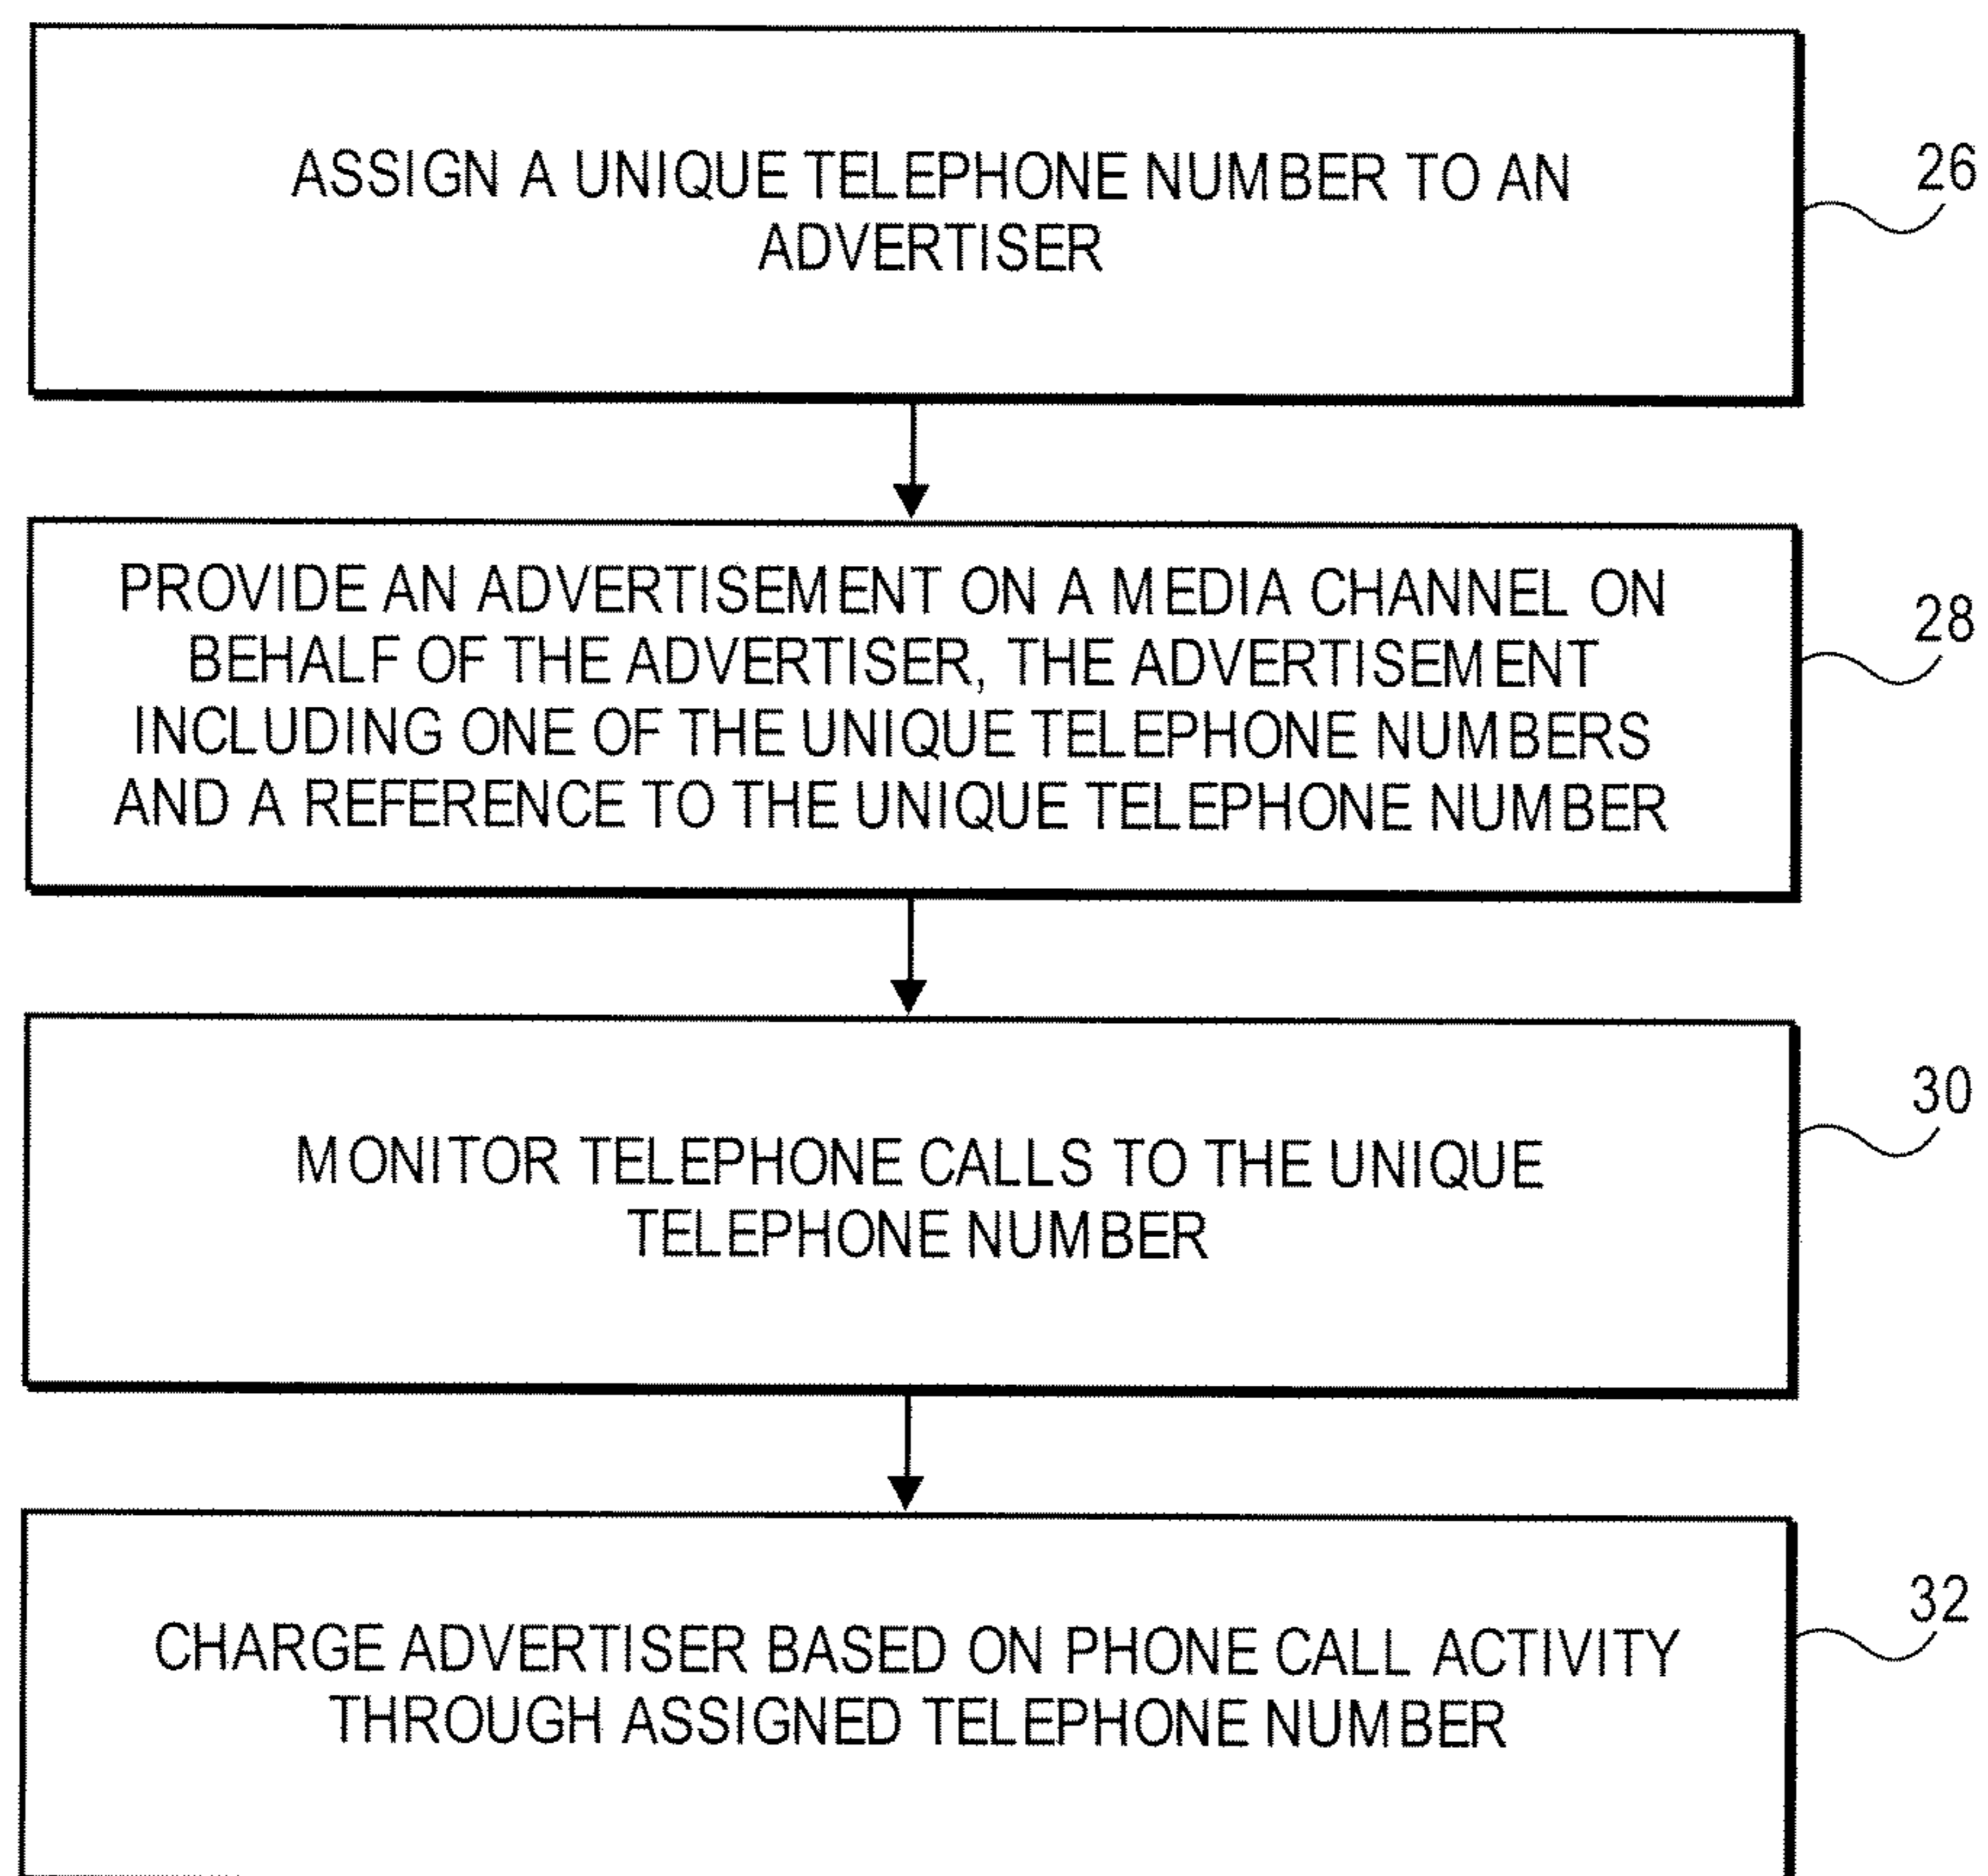 ASSIGN A UNIQUE TELEPHONE NUMBER TO AN
ADVERTISER
26
PROVIDE AN ADVERTISEMENT ON A MEDIA CHANNEL ON
BEHALF OF THE ADVERTISER, THE ADVERTISEMENT
INCLUDING ONE OF THE UNIQUE TELEPHONE NUMBERS
AND A REFERENCE TO THE UNIQUE TELEPHONE NUMBER
28
MONITOR TELEPHONE CALLS TO THE UNIQUE
TELEPHONE NUMBER
30
CHARGE ADVERTISER BASED ON PHONE CALL ACTIVITY
THROUGH ASSIGNED TELEPHONE NUMBER
32